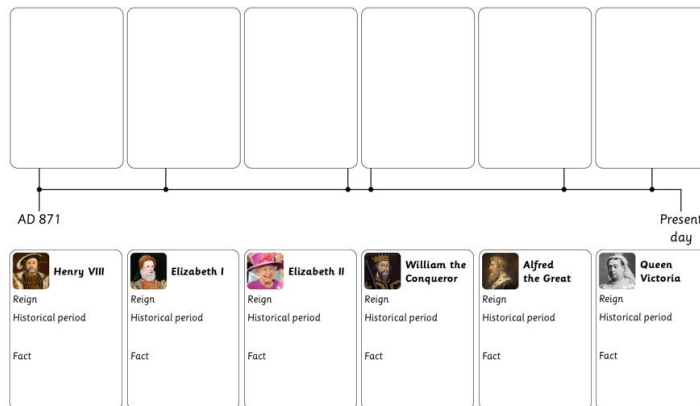 AD 871
Present
day
Henry VIII
Reign
Historical period
Fact
Elizabeth I
Reign
Historical period
Fact
Elizabeth II
Reign
Historical period
Fact
William the
Conqueror
Reign
Historical period
Fact
Alfred
the Great
Reign
Historical period
Fact
Queen
Victoria
Reign
Historical period
Fact